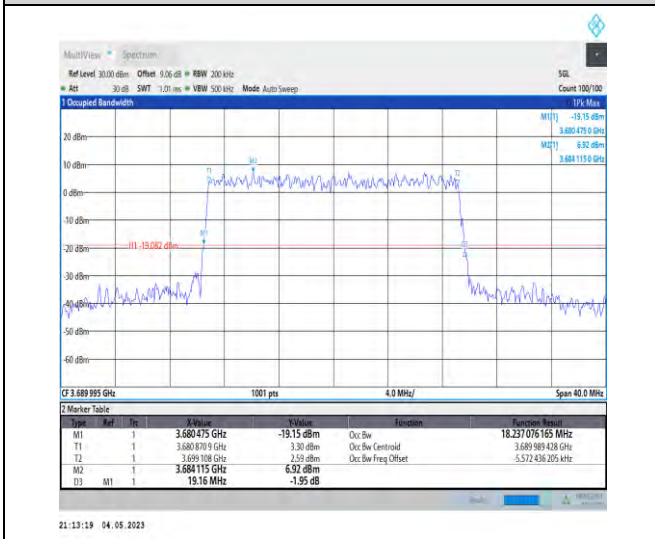 MultiView Spectrum
Ref Level 30.00 dBm Offset 9.06 dB RBW 200 kHz SGL
Att 30 dB SWT 1.01 ms VBW 500 kHz Mode Auto Sweep Count 100/100
1 Occupied Bandwidth 1Pk Max
M1[1] -19.15 dBm
3.680 475 0 GHz
M2[1] 6.92 dBm
3.684 115 0 GHz
20 dBm
10 dBm
M2
T1
T2
0 dBm
-10 dBm
M1
H1 -19.082 dBm
-20 dBm
-30 dBm
-40 dBm
-50 dBm
-60 dBm
CF 3.689 995 GHz 1001 pts 4.0 MHz/ Span 40.0 MHz
2 Marker Table
Type Ref Trc X-Value Y-Value Function Function Result
M1 1 3.680 475 GHz -19.15 dBm Occ Bw 18.237 076 165 MHz
T1 1 3.680 870 9 GHz 3.30 dBm Occ Bw Centroid 3.689 989 428 GHz
T2 1 3.699 108 GHz 2.59 dBm Occ Bw Freq Offset -5.572 436 205 kHz
M2 1 3.684 115 GHz 6.92 dBm
D3 M1 1 19.16 MHz -1.95 dB
21:13:19 04.05.2023